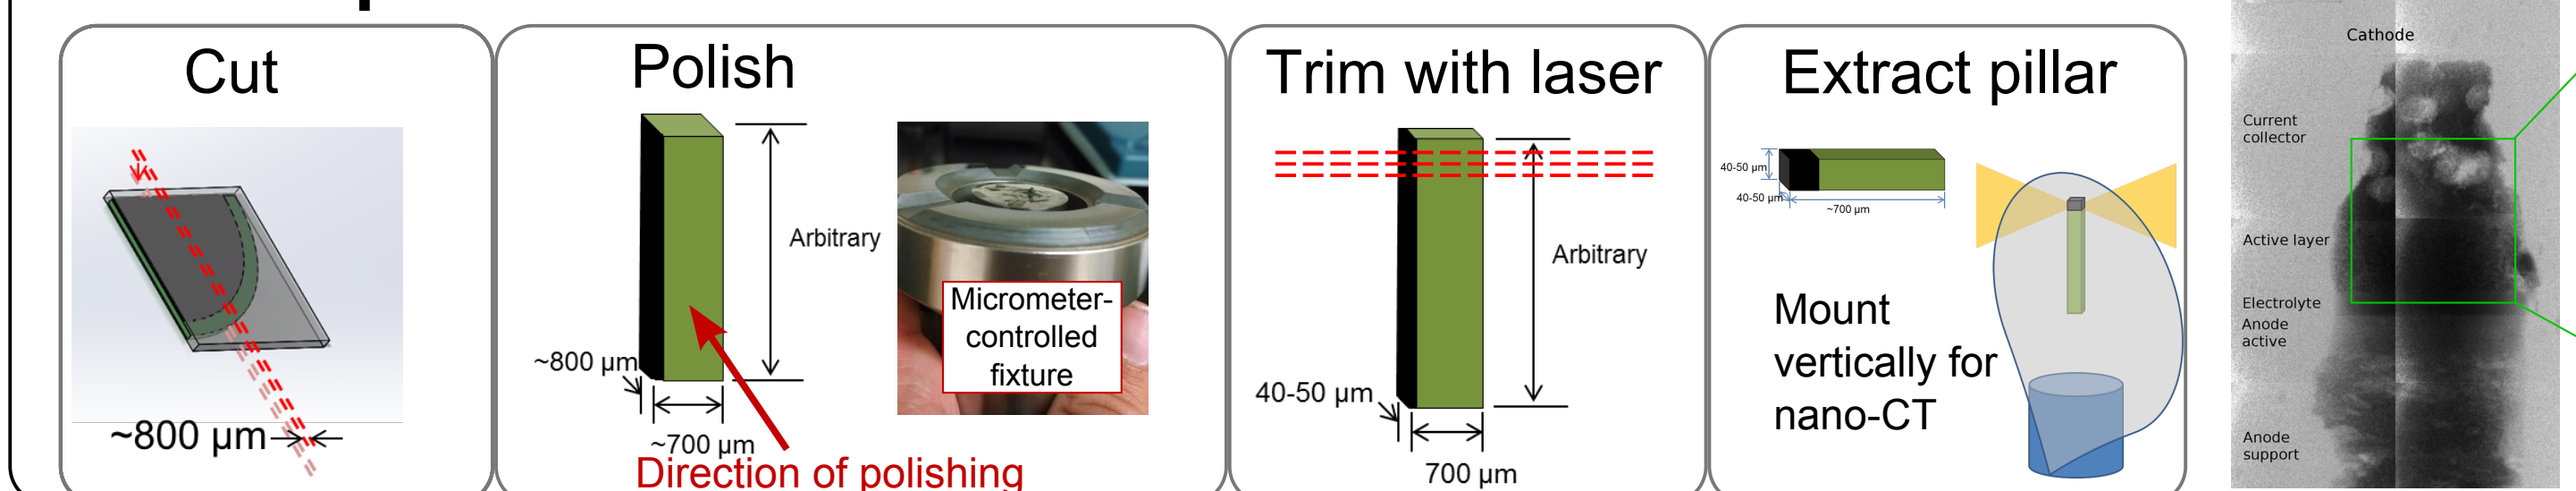 Cut
~800 µm
Polish
Arbitrary
~800 µm
~700 µm
Direction of polishing
Micrometer-
controlled
fixture
Trim with laser
Arbitrary
40-50 µm
700 µm
Extract pillar
40-50 µm
40-50 µm
~700 µm
Mount
vertically for
nano-CT
Cathode
Current
collector
Active layer
Electrolyte
Anode
active
Anode
support